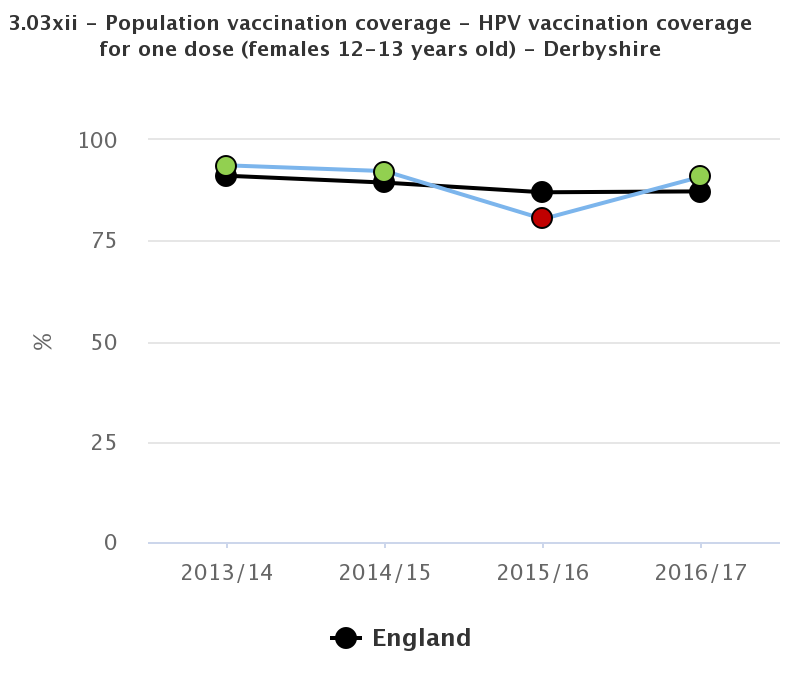 3.03xii – Population vaccination coverage – HPV vaccination coverage
for one dose (females 12–13 years old) – Derbyshire
100
75
50
25
0
%
2013/14 2014/15 2015/16 2016/17
England